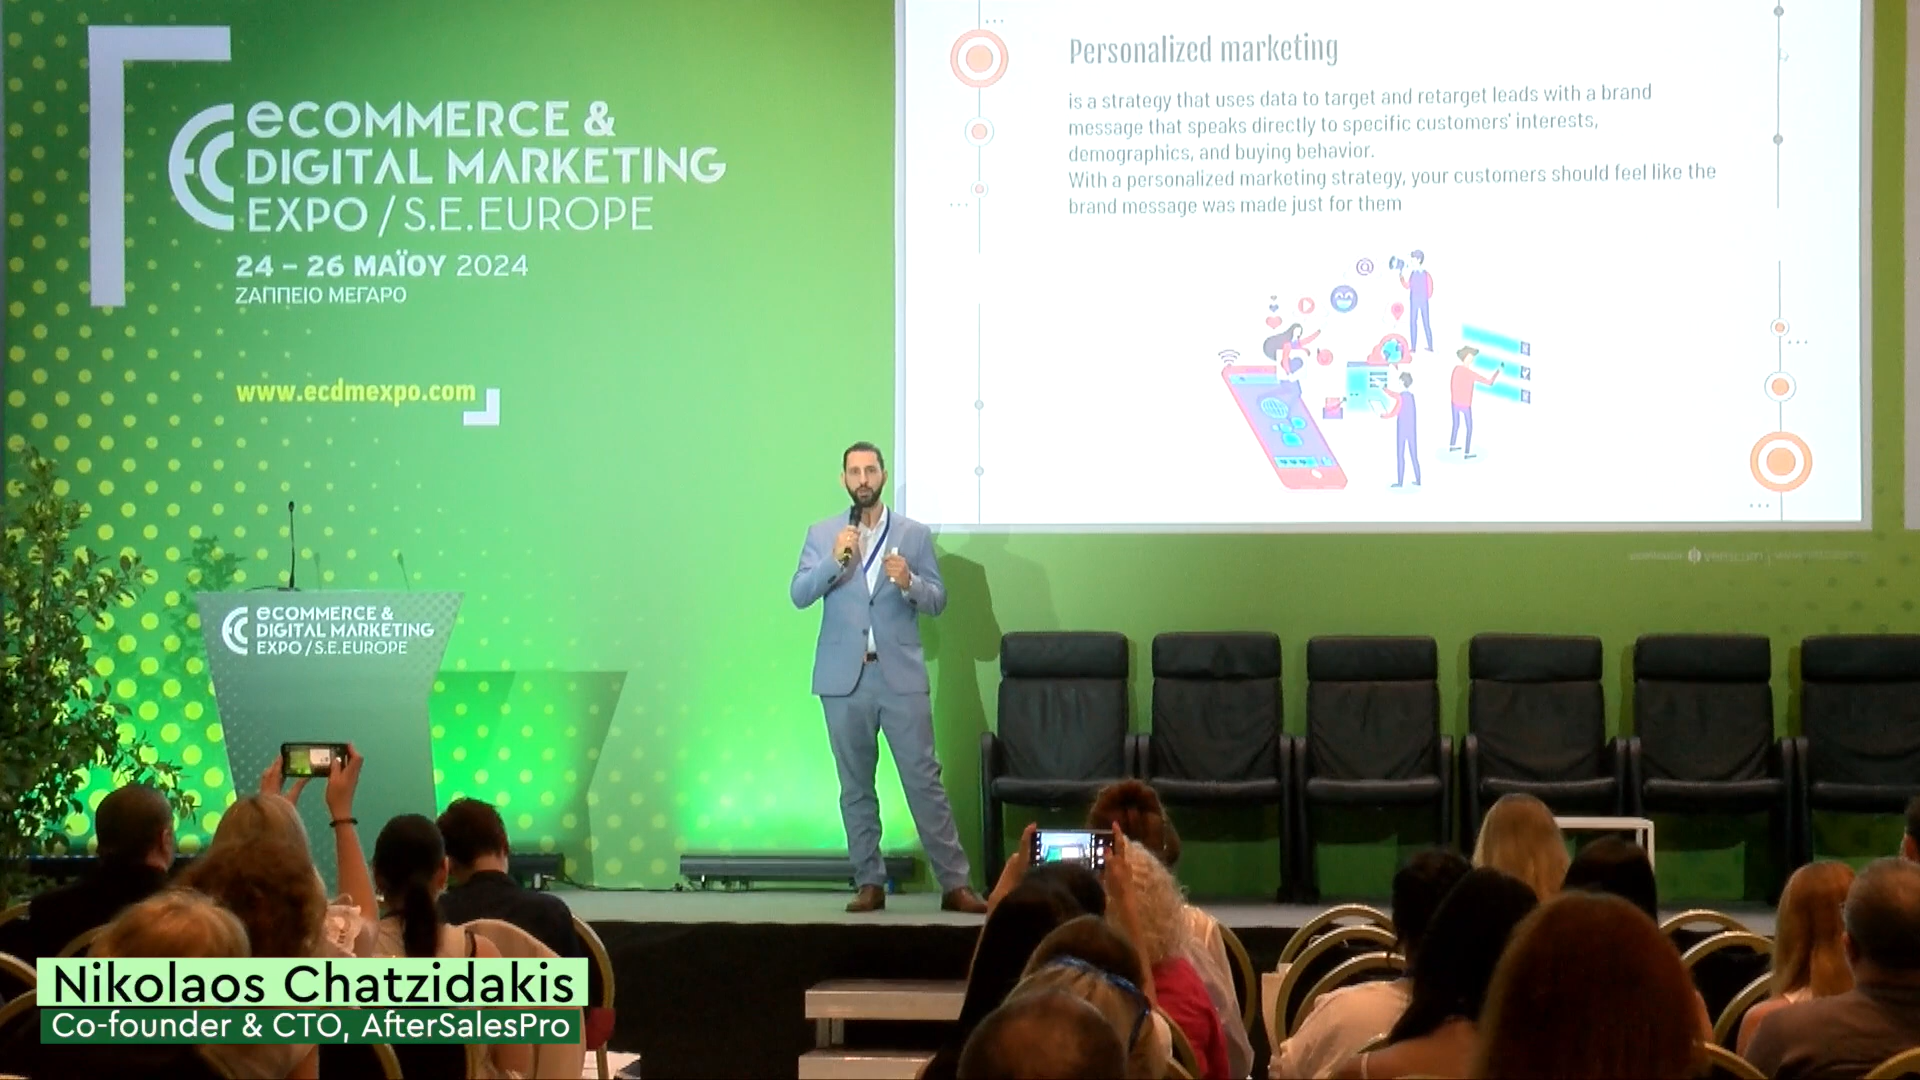 eCOMMERCE &
DIGITAL MARKETING
EXPO / S.E.EUROPE
24 – 26 ΜΑΪΟΥ 2024
ΖΑΠΠΕΙΟ ΜΕΓΑΡΟ
www.ecdmexpo.com
Personalized marketing
is a strategy that uses data to target and retarget leads with a brand
message that speaks directly to specific customers' interests,
demographics, and buying behavior.
With a personalized marketing strategy, your customers should feel like the
brand message was made just for them
eCOMMERCE &
DIGITAL MARKETING
EXPO / S.E.EUROPE
Nikolaos Chatzidakis
Co-founder & CTO, AfterSalesPro